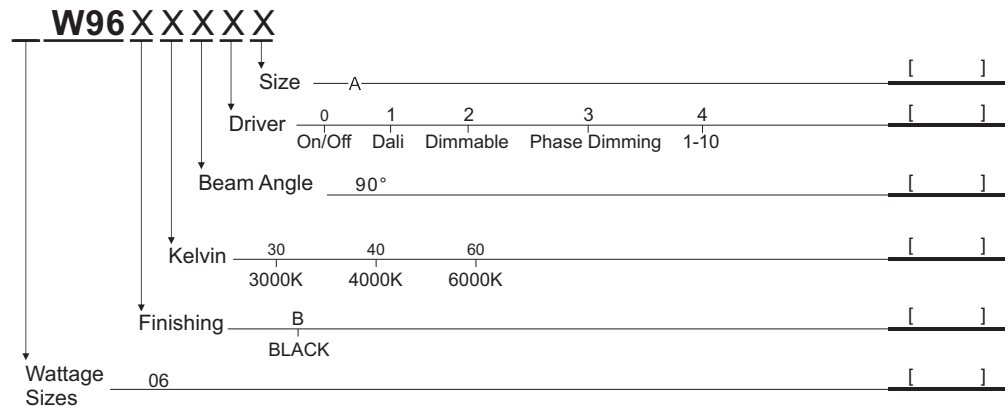 _ W96 X X X X X
Size A [ ]
Driver 0 1 2 3 4 [ ]
On/Off Dali Dimmable Phase Dimming 1-10
Beam Angle 90° [ ]
Kelvin 30 40 60 [ ]
3000K 4000K 6000K
Finishing B [ ]
BLACK
Wattage 06 [ ]
Sizes